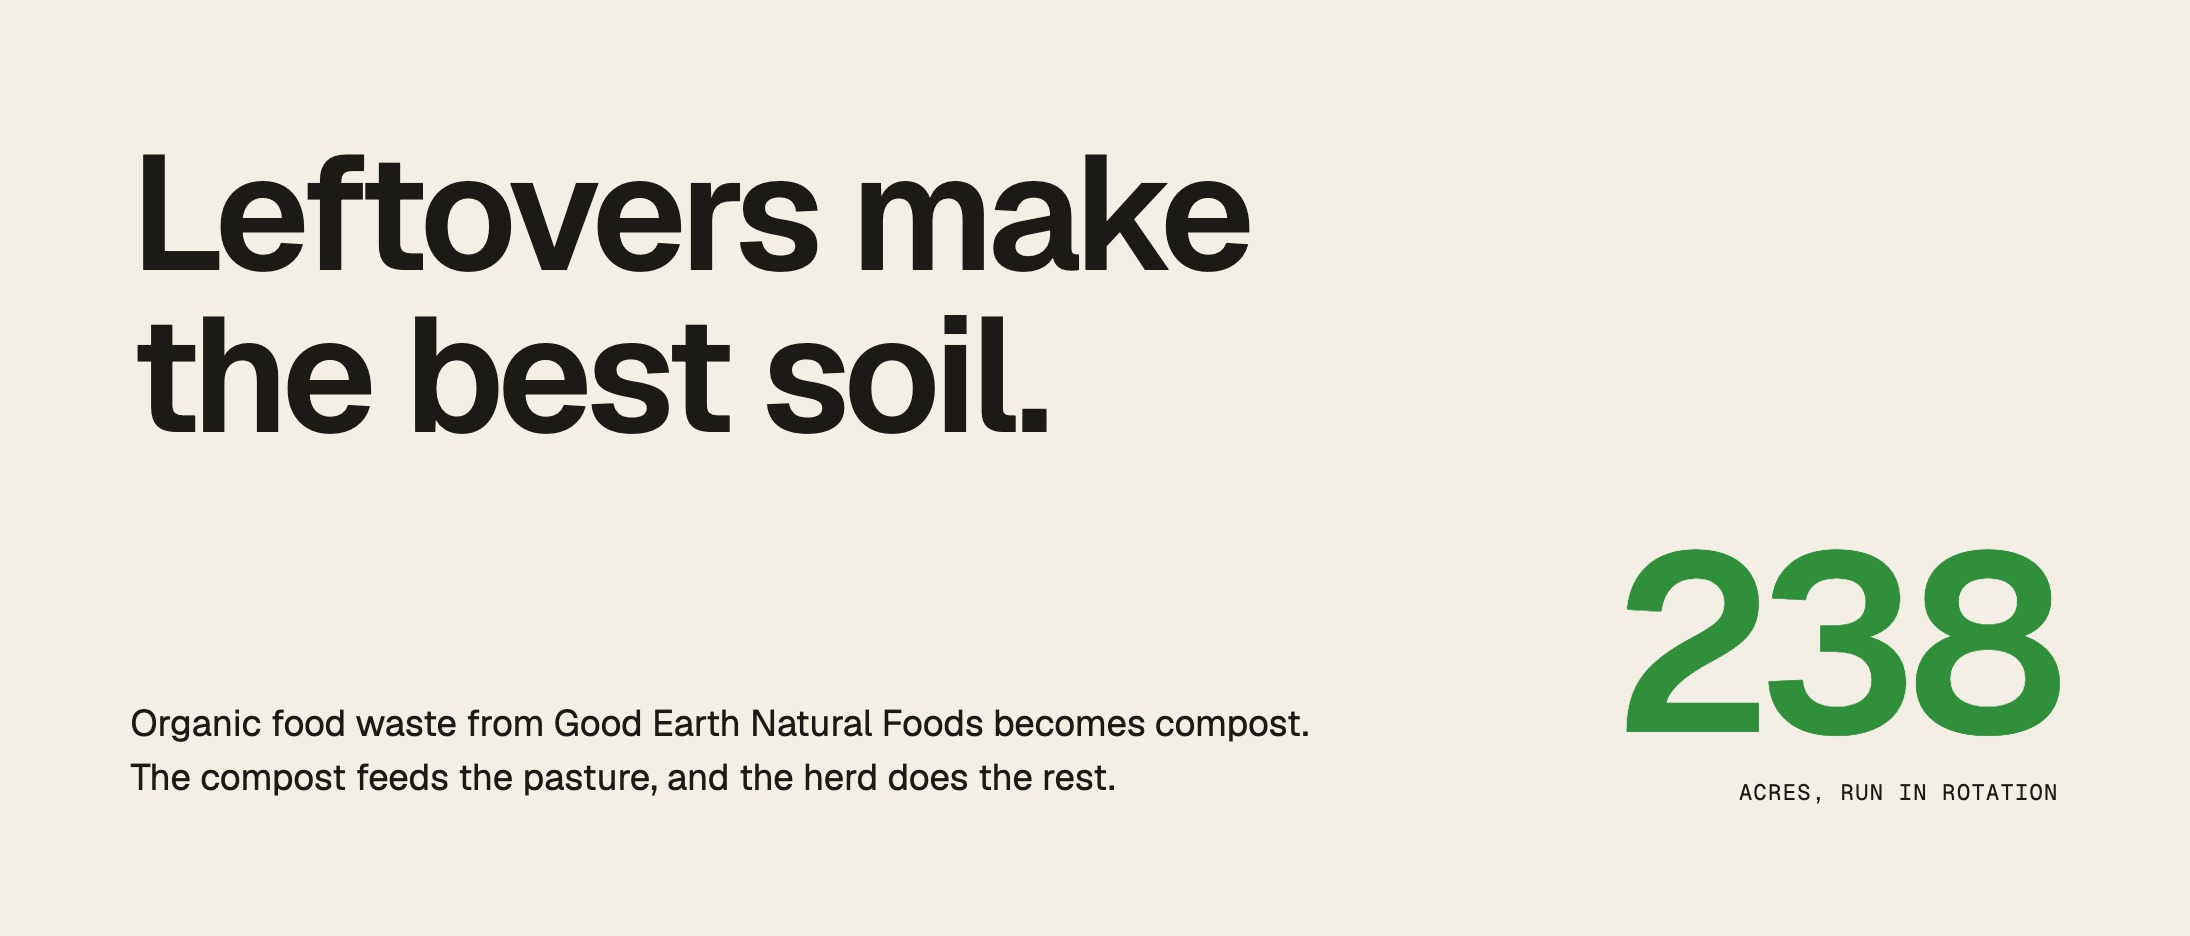 Leftovers make
the best soil.
Organic food waste from Good Earth Natural Foods becomes compost.
The compost feeds the pasture, and the herd does the rest.
238
ACRES, RUN IN ROTATION